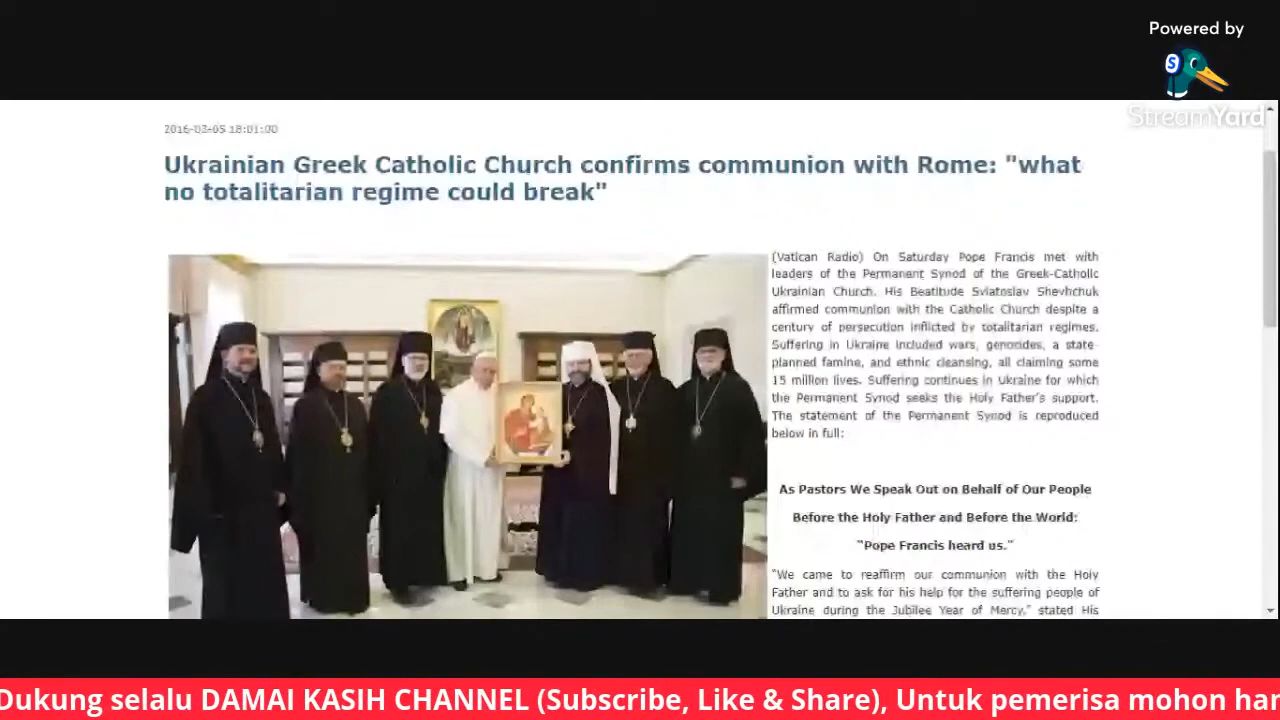 Powered by
S
StreamYard
2016-03-05 18:01:00
Ukrainian Greek Catholic Church confirms communion with Rome: "what
no totalitarian regime could break"
(Vatican Radio) On Saturday Pope Francis met with
leaders of the Permanent Synod of the Greek-Catholic
Ukrainian Church. His Beatitude Sviatoslav Shevhchuk
affirmed communion with the Catholic Church despite a
century of persecution inflicted by totalitarian regimes.
Suffering in Ukraine included wars, genocides, a state-
planned famine, and ethnic cleansing, all claiming some
15 million lives. Suffering continues in Ukraine for which
the Permanent Synod seeks the Holy Father's support.
The statement of the Permanent Synod is reproduced
below in full:
As Pastors We Speak Out on Behalf of Our People
Before the Holy Father and Before the World:
"Pope Francis heard us."
"We came to reaffirm our communion with the Holy
Father and to ask for his help for the suffering people of
Ukraine during the Jubilee Year of Mercy," stated His
Dukung selalu DAMAI KASIH CHANNEL (Subscribe, Like & Share), Untuk pemerisa mohon han